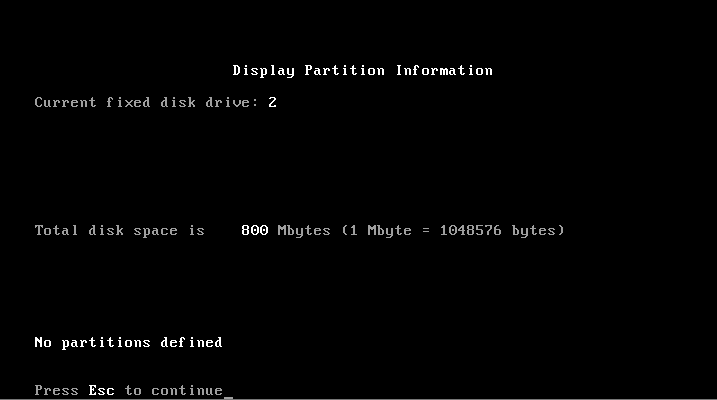 Display Partition Information
Current fixed disk drive: 2
Total disk space is 800 Mbytes (1 Mbyte = 1048576 bytes)
No partitions defined
Press Esc to continue_